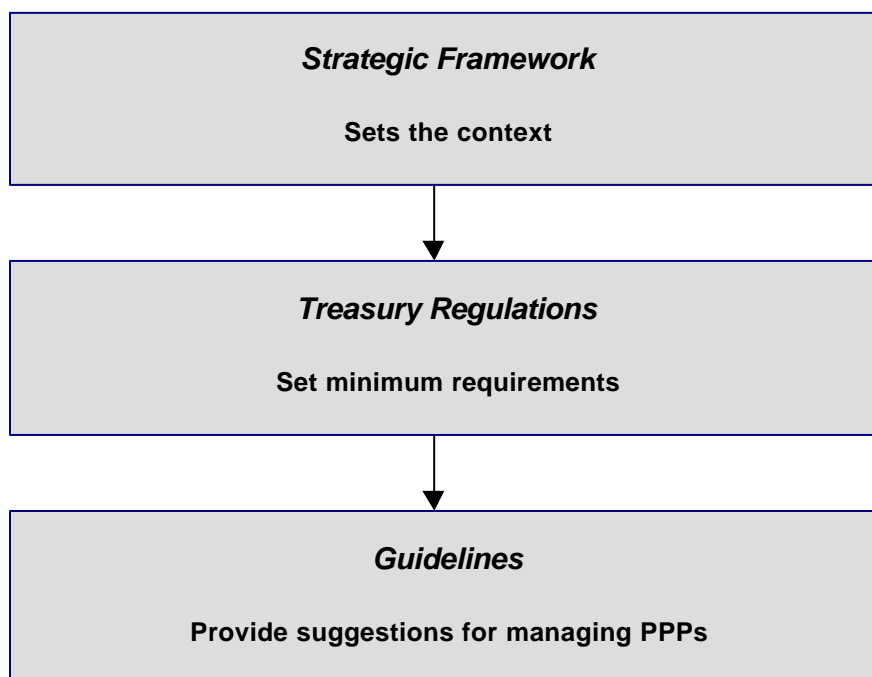 Strategic Framework
Sets the context
Treasury Regulations
Set minimum requirements
Guidelines
Provide suggestions for managing PPPs